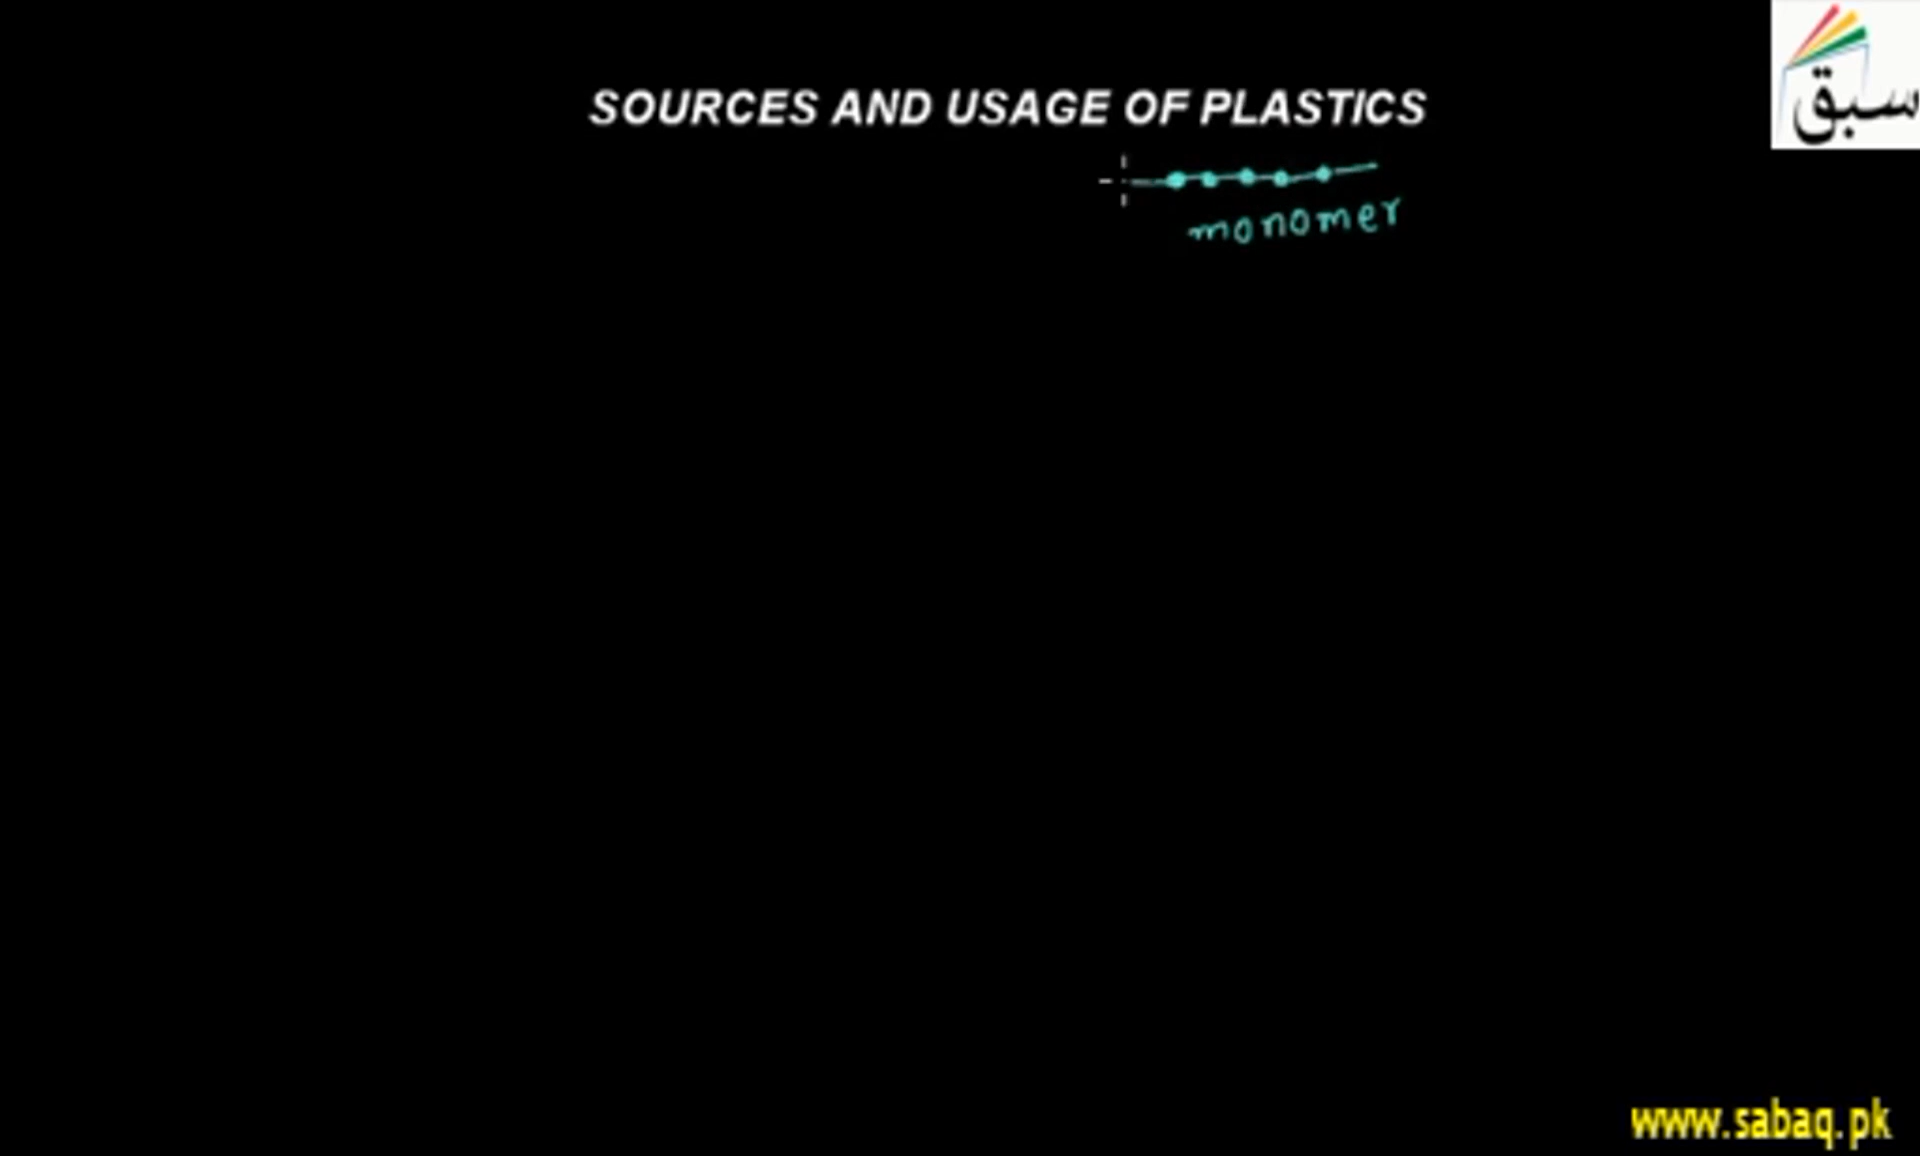 SOURCES AND USAGE OF PLASTICS
سبق
monomer
www.sabaq.pk